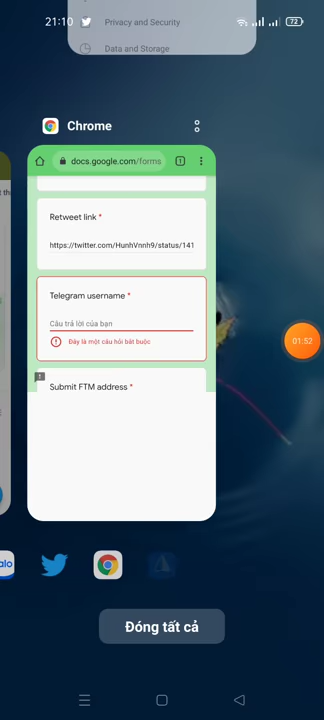 21:10
72
Privacy and Security
Data and Storage
Chrome
docs.google.com/forms
1
Retweet link *
https://twitter.com/HunhVnnh9/status/141
Telegram username *
Câu trả lời của bạn
Đây là một câu hỏi bắt buộc
Submit FTM address *
01:52
alo
Đóng tất cả